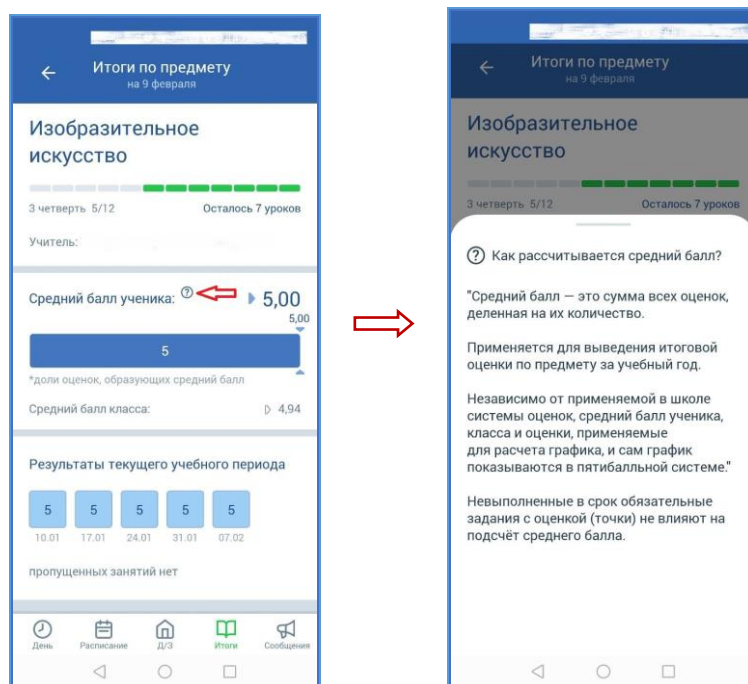 Итоги по предмету
на 9 февраля
Изобразительное
искусство
3 четверть 5/12 Осталось 7 уроков
Учитель:
Средний балл ученика: ? 5,00
5,00
5
*доли оценок, образующих средний балл
Средний балл класса: 4,94
Результаты текущего учебного периода
5 5 5 5 5
10.01 17.01 24.01 31.01 07.02
пропущенных занятий нет
День Расписание Д/З Итоги Сообщения
Итоги по предмету
на 9 февраля
Изобразительное
искусство
3 четверть 5/12 Осталось 7 уроков
? Как рассчитывается средний балл?
"Средний балл — это сумма всех оценок,
деленная на их количество.
Применяется для выведения итоговой
оценки по предмету за учебный год.
Независимо от применяемой в школе
системы оценок, средний балл ученика,
класса и оценки, применяемые
для расчета графика, и сам график
показываются в пятибалльной системе."
Невыполненные в срок обязательные
задания с оценкой (точки) не влияют на
подсчёт среднего балла.